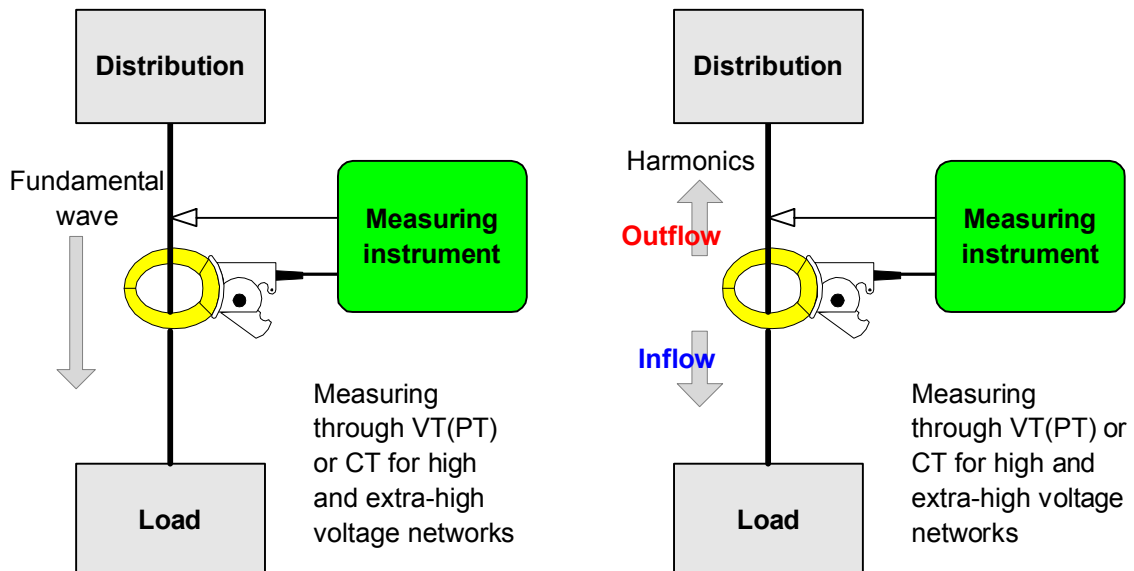 Distribution
Fundamental
wave
Measuring
instrument
Measuring
through VT(PT)
or CT for high
and extra-high
voltage networks
Load
Distribution
Harmonics
Outflow
Measuring
instrument
Inflow
Measuring
through VT(PT) or
CT for high and
extra-high voltage
networks
Load